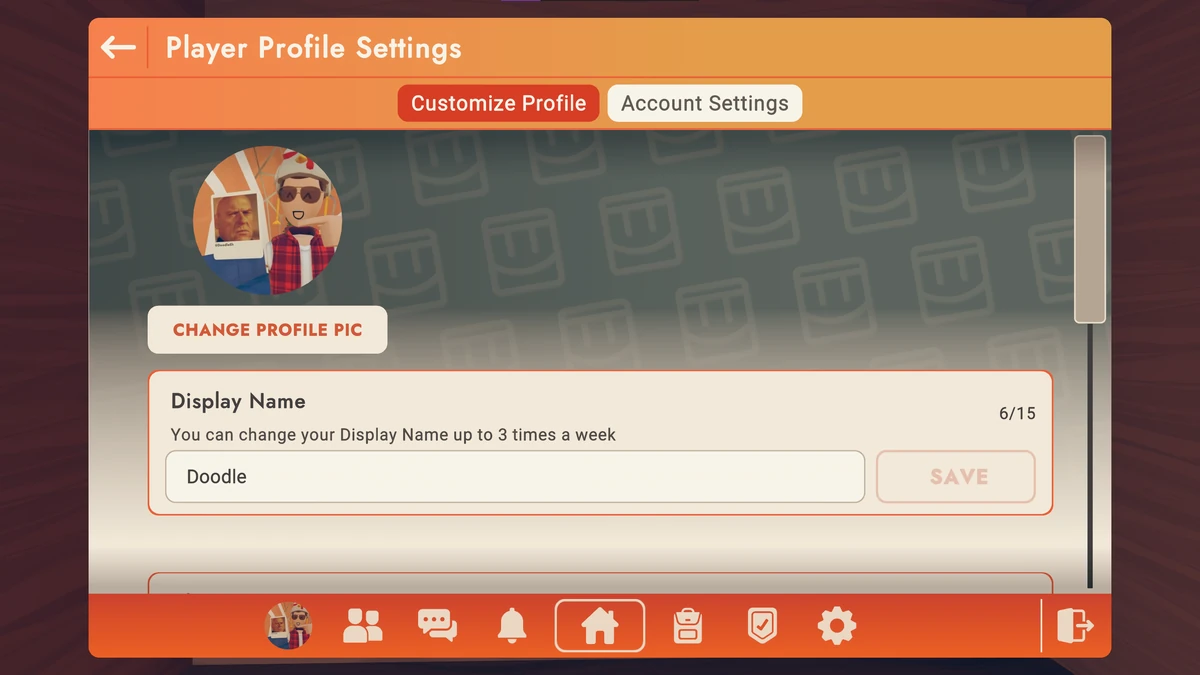 Player Profile Settings
Customize Profile
Account Settings
CHANGE PROFILE PIC
Display Name
6/15
You can change your Display Name up to 3 times a week
Doodle
SAVE